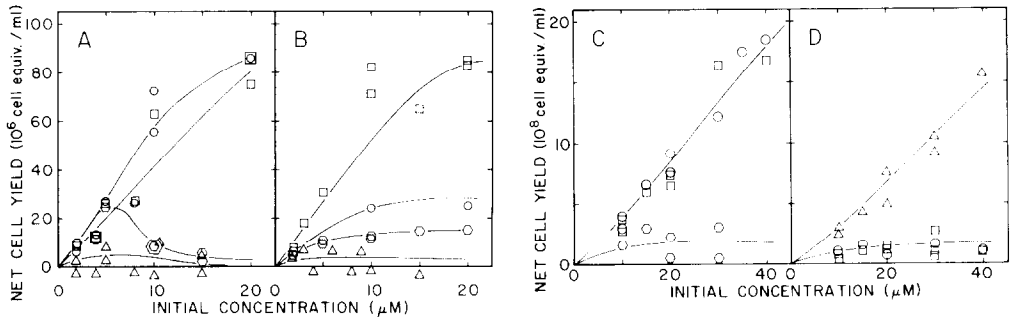 NET CELL YIELD (10⁶ cell equiv. / ml)
100
80
60
40
20
0
A
B
0 10 20 0 10 20
INITIAL CONCENTRATION (μM)
NET CELL YIELD (10⁸ cell equiv / ml)
20
10
0
C
D
0 20 40 0 20 40
INITIAL CONCENTRATION (μM)